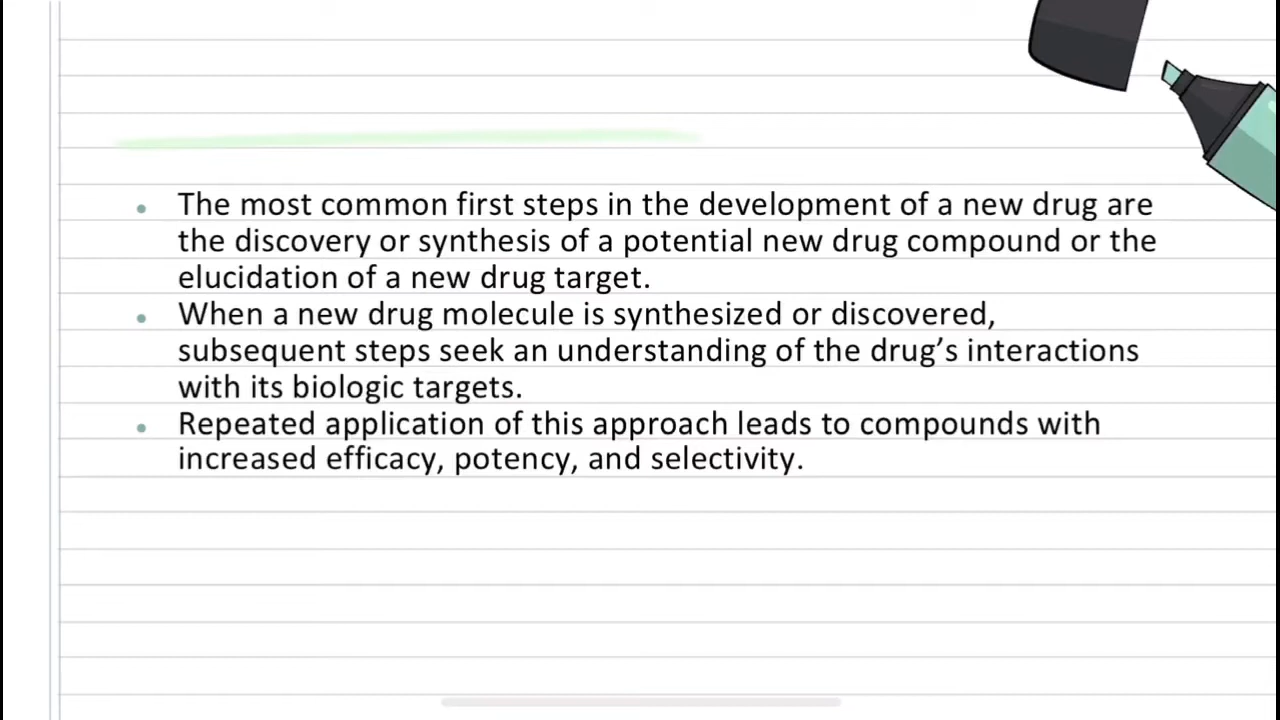 The most common first steps in the development of a new drug are
the discovery or synthesis of a potential new drug compound or the
elucidation of a new drug target.
When a new drug molecule is synthesized or discovered,
subsequent steps seek an understanding of the drug’s interactions
with its biologic targets.
Repeated application of this approach leads to compounds with
increased efficacy, potency, and selectivity.